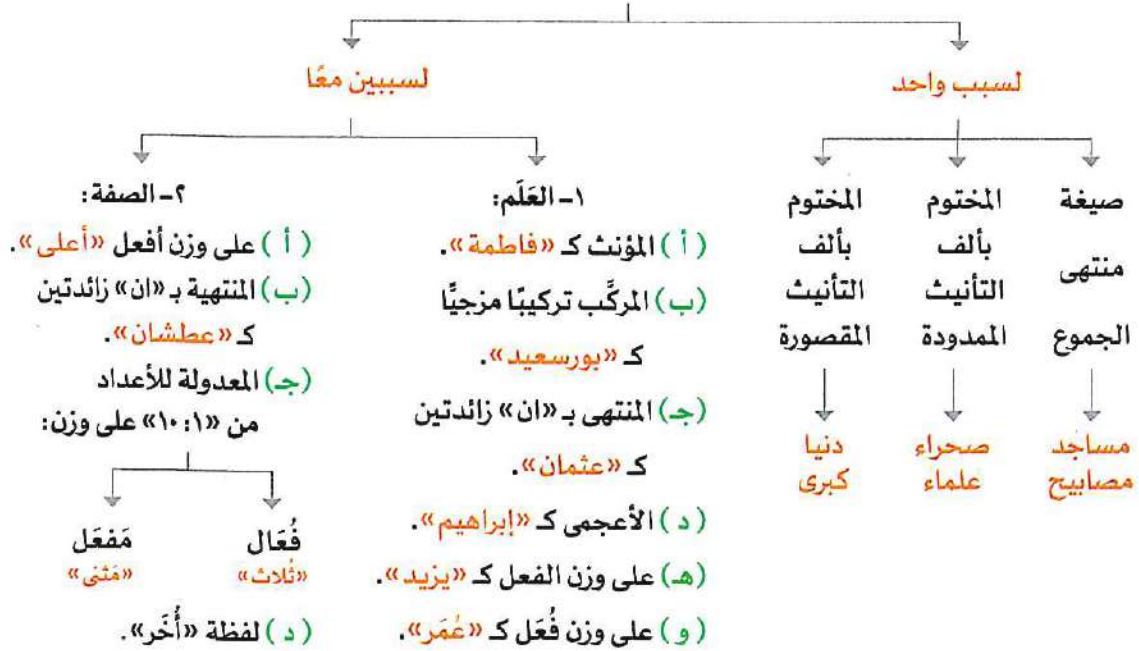 لسبب واحد
لسببين معًا
صيغة
منتهى
الجموع
مساجد
مصابيح
المختوم
بألف
التأنيث
الممدودة
صحراء
علماء
المختوم
بألف
التأنيث
المقصورة
دنيا
كبرى
١- العَلَم:
(أ) المؤنث كـ «فاطمة».
(ب) المركَّب تركيبًا مزجيًّا
كـ «بورسعيد».
(جـ) المنتهى بـ «ان» زائدتين
كـ «عثمان».
(د) الأعجمى كـ «إبراهيم».
(هـ) على وزن الفعل كـ «يزيد».
(و) على وزن فُعَل كـ «عُمَر».
٢- الصفة:
(أ) على وزن أفعل «أعلى».
(ب) المنتهية بـ «ان» زائدتين
كـ «عطشان».
(جـ) المعدولة للأعداد
من «١ : ١٠» على وزن:
فُعَال
«ثُلاث»
مَفعَل
«مَثنى»
(د) لفظة «أُخَر».